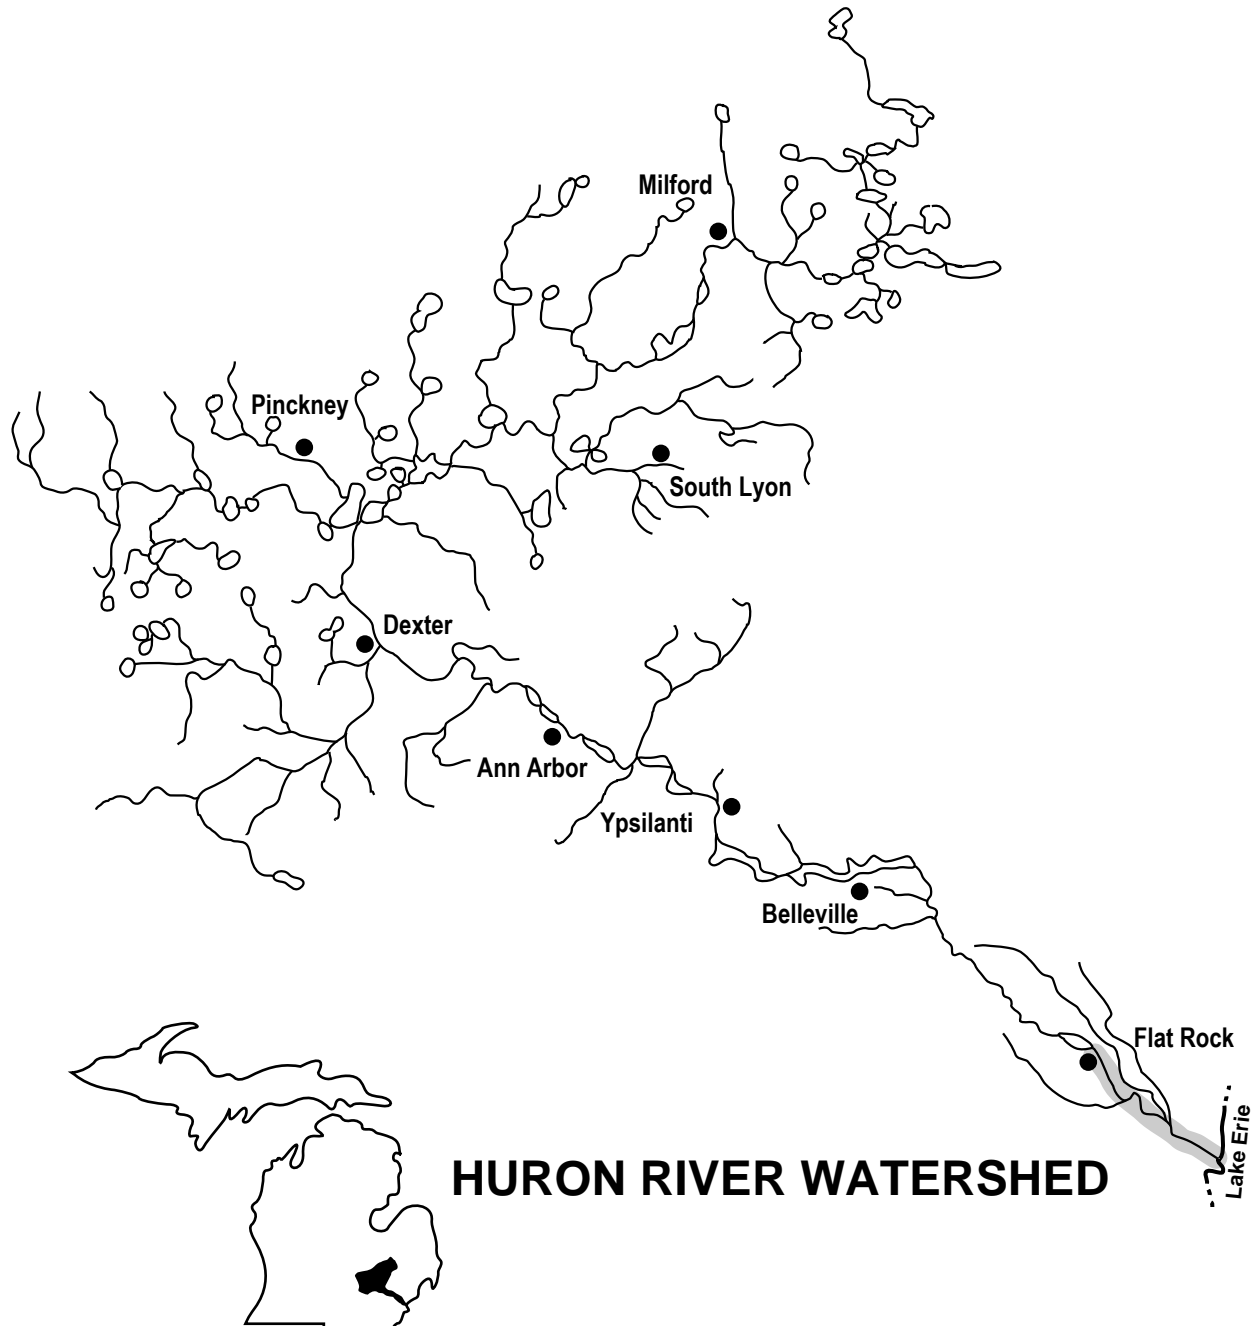 Milford
Pinckney
South Lyon
Dexter
Ann Arbor
Ypsilanti
Belleville
Flat Rock
Lake Erie
HURON RIVER WATERSHED